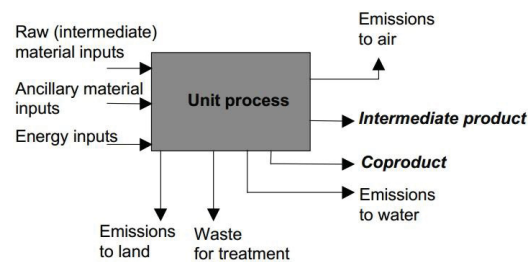 Emissions
to air
Raw (intermediate)
material inputs
Ancillary material
inputs
Energy inputs
Unit process
Intermediate product
Coproduct
Emissions
to water
Emissions
to land
Waste
for treatment